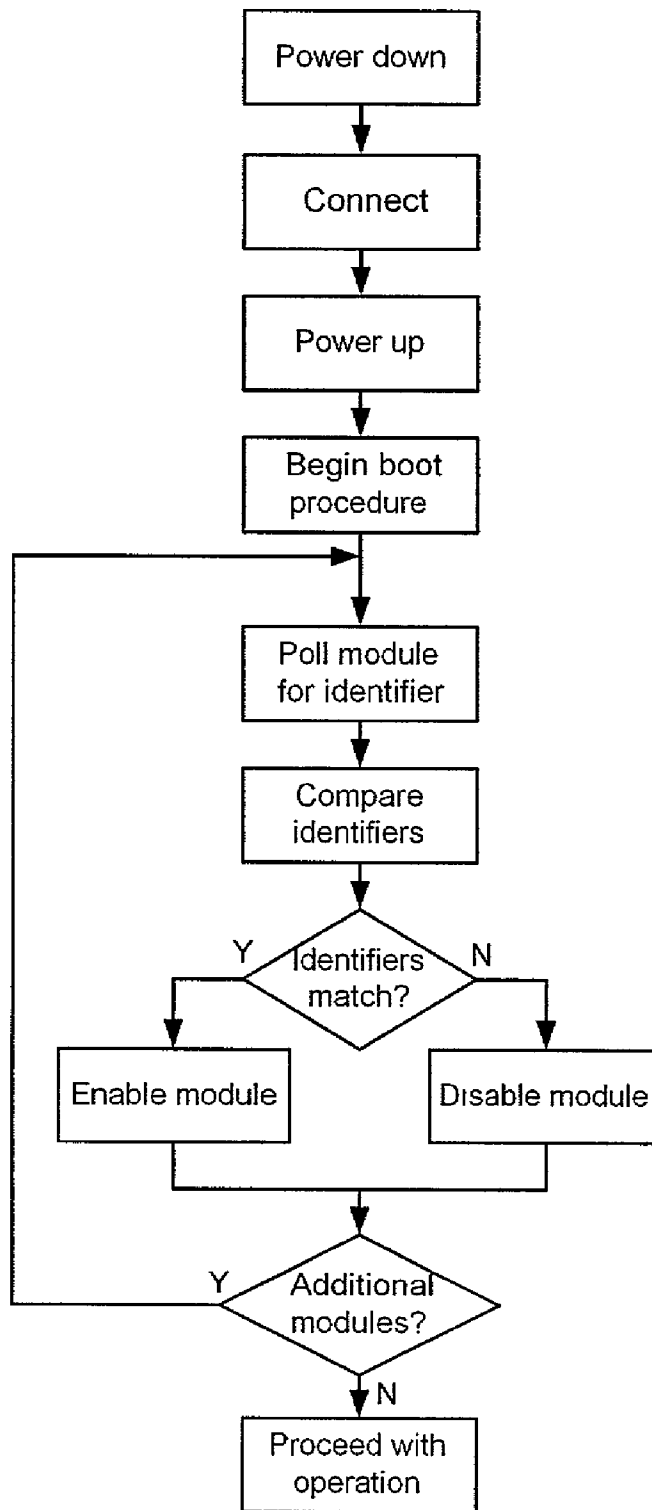 Power down
Connect
Power up
Begin boot
procedure
Poll module
for identifier
Compare
identifiers
Y
Identifiers
match?
N
Enable module
Disable module
Y
Additional
modules?
N
Proceed with
operation